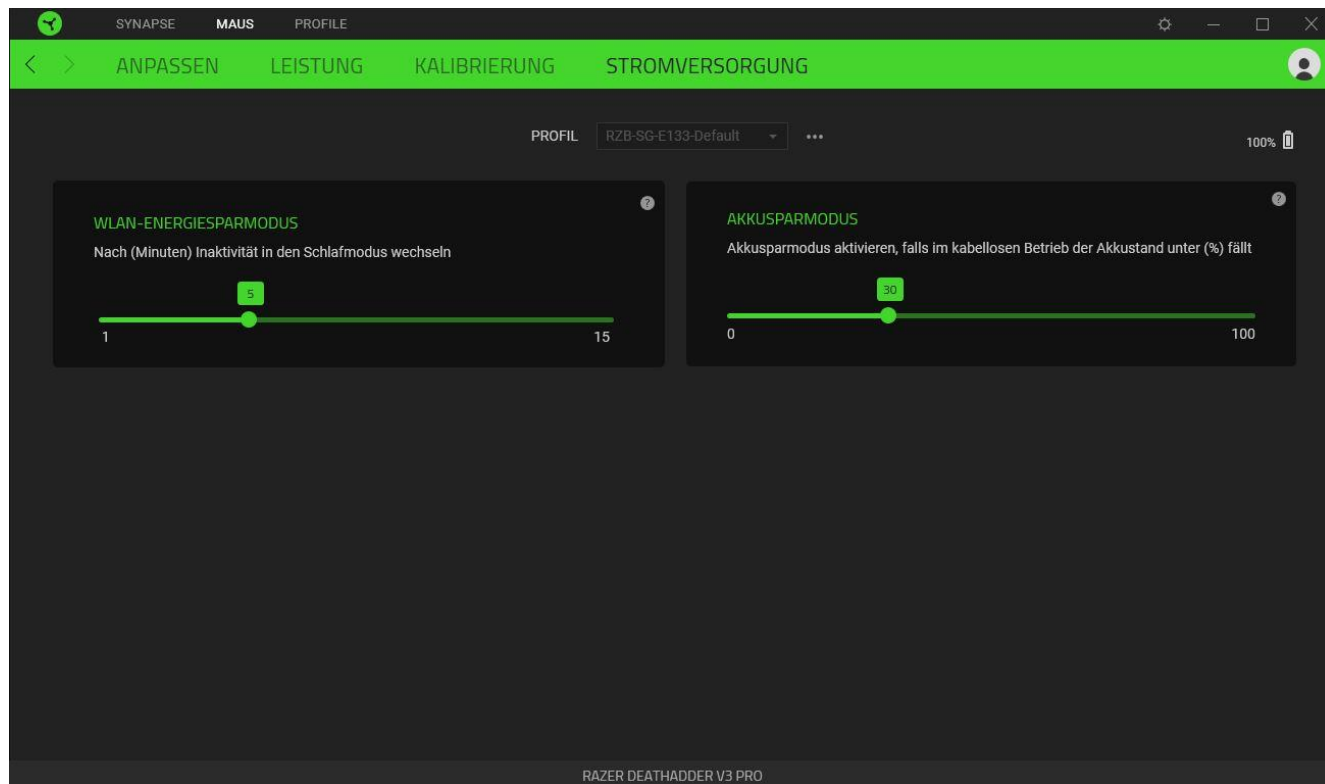 SYNAPSE MAUS PROFILE
ANPASSEN LEISTUNG KALIBRIERUNG STROMVERSORGUNG
PROFIL RZB-SG-E133-Default •••
100%
WLAN-ENERGIESPARMODUS
?
Nach (Minuten) Inaktivität in den Schlafmodus wechseln
5
1 15
AKKUSPARMODUS
?
Akkusparmodus aktivieren, falls im kabellosen Betrieb der Akkustand unter (%) fällt
30
0 100
RAZER DEATHADDER V3 PRO